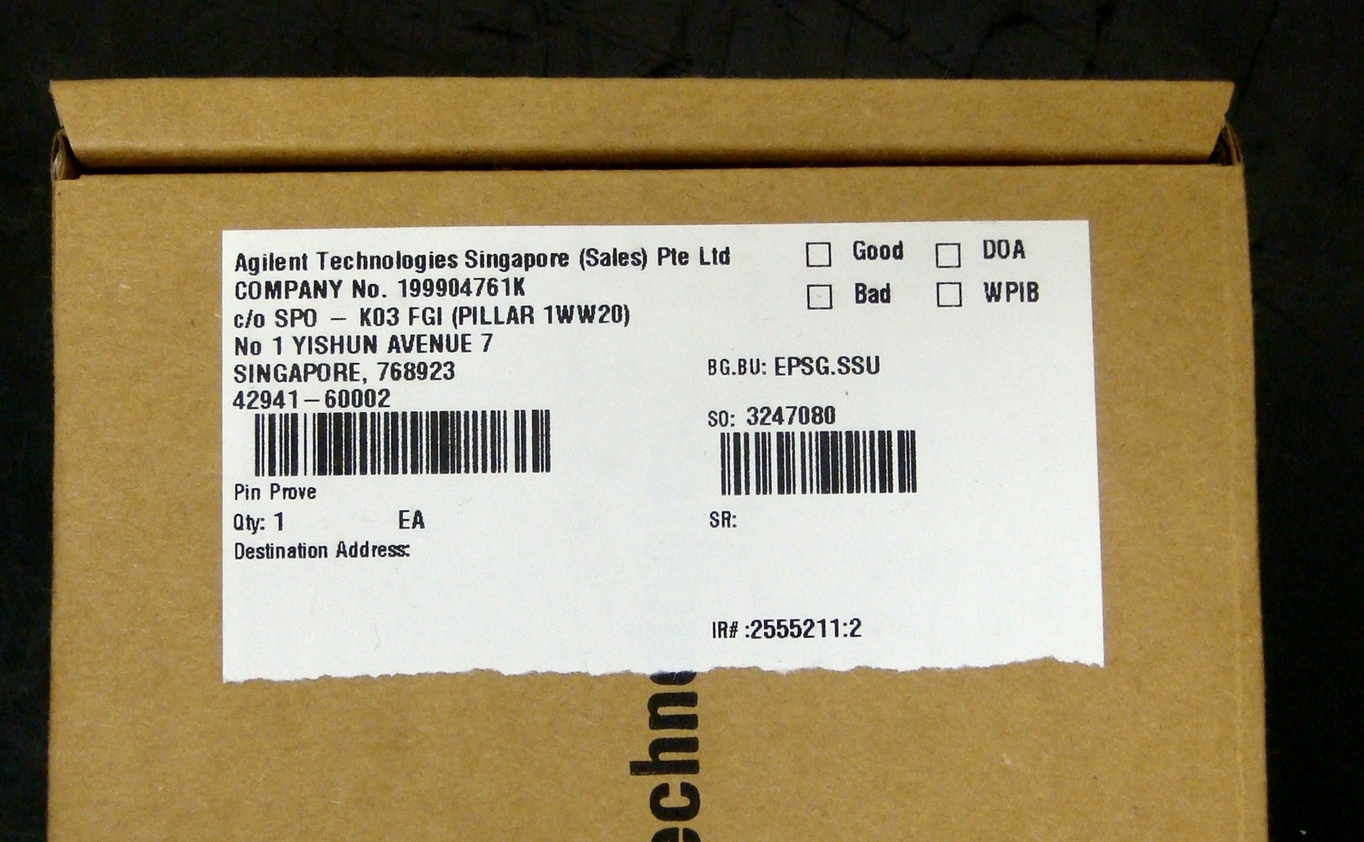 Agilent Technologies Singapore (Sales) Pte Ltd
COMPANY No. 199904761K
c/o SPO – K03 FGI (PILLAR 1WW20)
No 1 YISHUN AVENUE 7
SINGAPORE, 768923
42941–60002
Pin Prove
Qty: 1 EA
Destination Address:
Good DOA
Bad WPIB
BG.BU: EPSG.SSU
SO: 3247080
SR:
IR# :2555211:2
echno